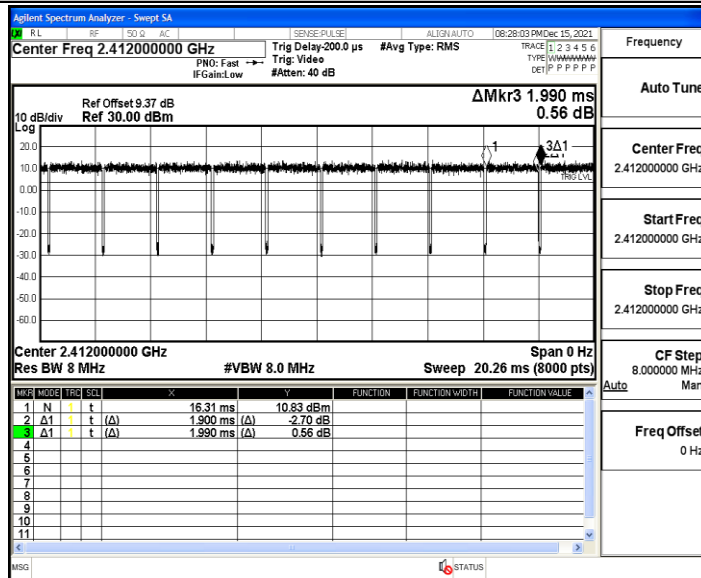 Agilent Spectrum Analyzer - Swept SA
RL RF 50 Ω AC SENSE:PULSE ALIGN AUTO 08:28:03 PM Dec 15, 2021
Center Freq 2.412000000 GHz
PNO: Fast
IFGain:Low
Trig Delay-200.0 µs
Trig: Video
#Atten: 40 dB
#Avg Type: RMS
TRACE 1 2 3 4 5 6
TYPE
DET P P P P P P
ΔMkr3 1.990 ms
0.56 dB
Ref Offset 9.37 dB
10 dB/div Ref 30.00 dBm
Log
20.0
10.0
0.00
-10.0
-20.0
-30.0
-40.0
-50.0
-60.0
1
3Δ1
TRIG LVL
Center 2.412000000 GHz Span 0 Hz
Res BW 8 MHz #VBW 8.0 MHz Sweep 20.26 ms (8000 pts)
MKR MODE TRC SCL X Y FUNCTION FUNCTION WIDTH FUNCTION VALUE
1 N 1 t 16.31 ms 10.83 dBm
2 Δ1 1 t (Δ) 1.900 ms (Δ) -2.70 dB
3 Δ1 1 t (Δ) 1.990 ms (Δ) 0.56 dB
4
5
6
7
8
9
10
11
MSG STATUS
Frequency
Auto Tune
Center Freq
2.412000000 GHz
Start Freq
2.412000000 GHz
Stop Freq
2.412000000 GHz
CF Step
8.000000 MHz
Auto Man
Freq Offset
0 Hz